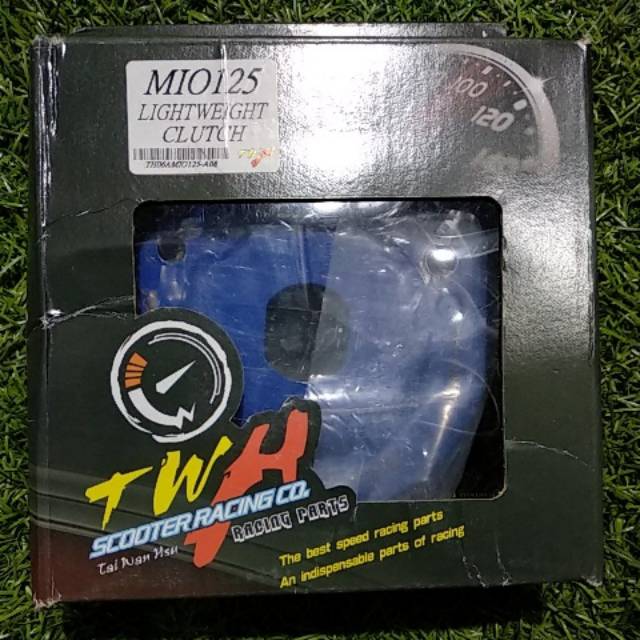 MIO125
LIGHTWEIGHT
CLUTCH
100
120
TWH
SCOOTER RACING CO.
RACING PARTS
Tai Nan Hsu
The best speed racing parts
An indispensable parts of racing